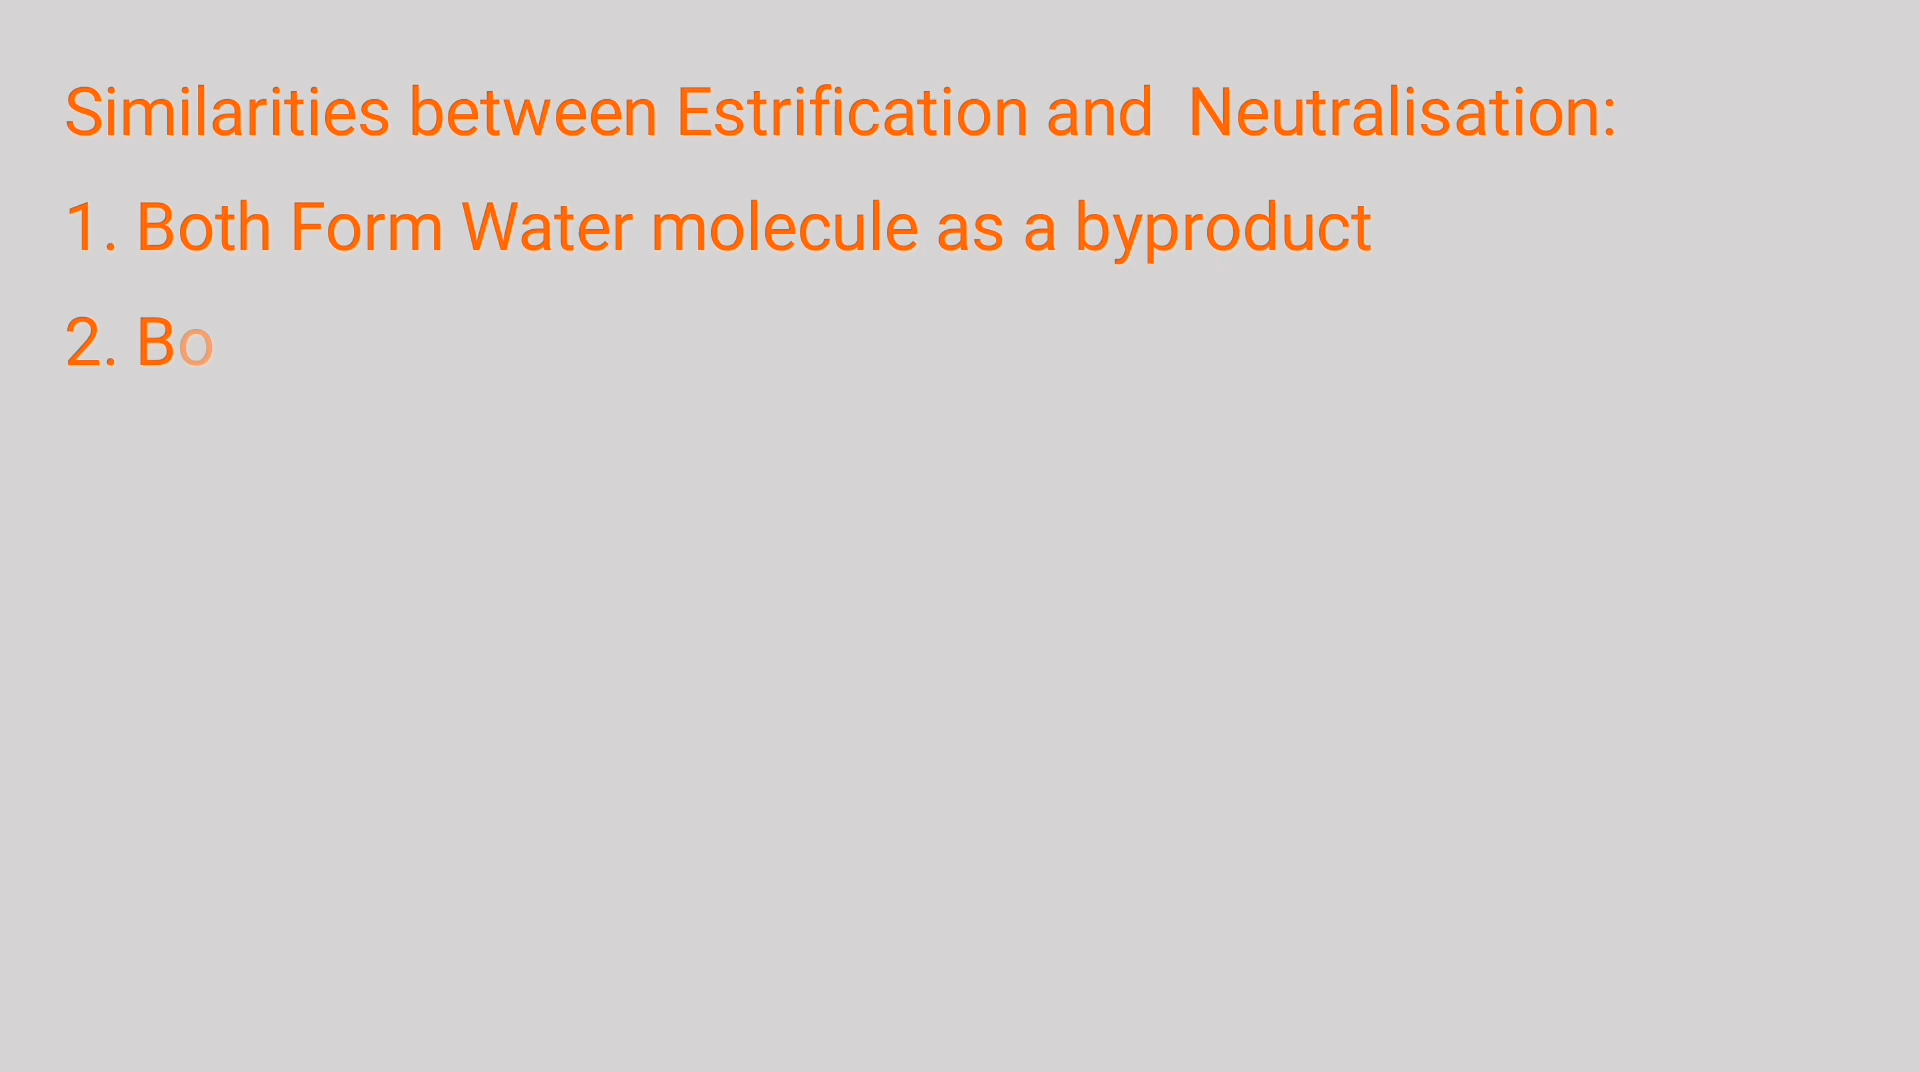 Similarities between Estrification and  Neutralisation:
1. Both Form Water molecule as a byproduct
2. Bo